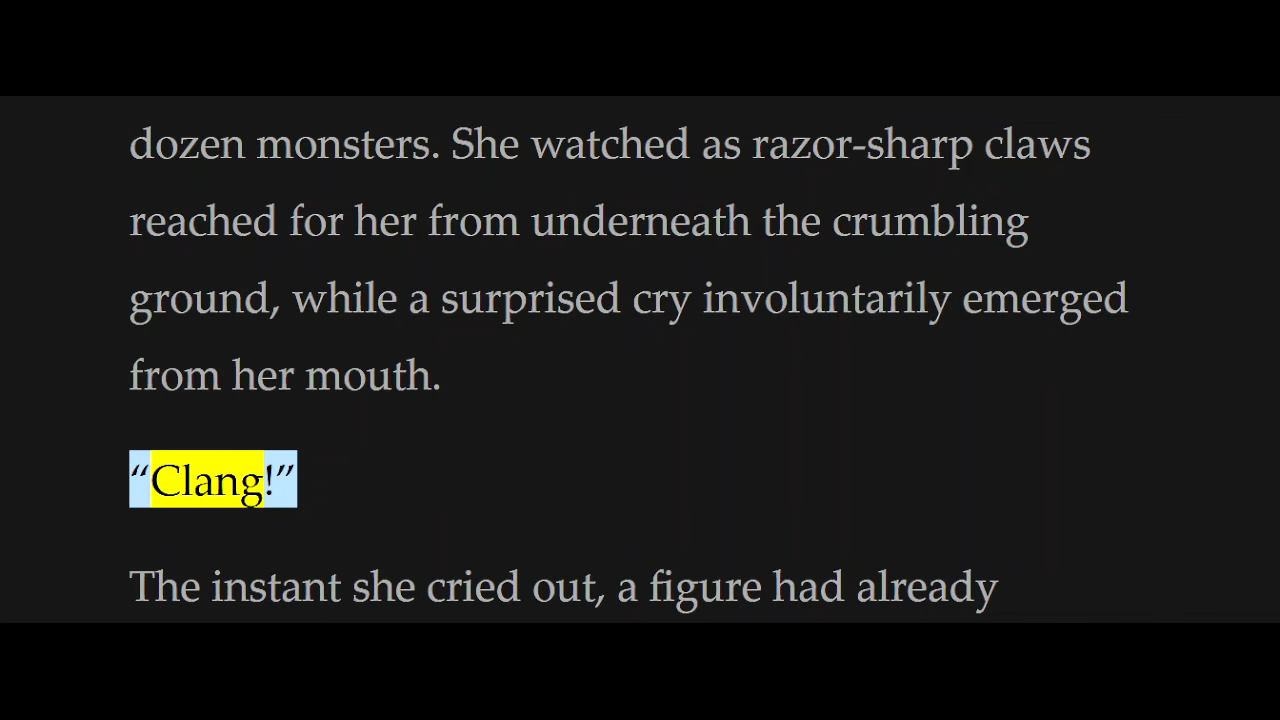 dozen monsters. She watched as razor-sharp claws
reached for her from underneath the crumbling
ground, while a surprised cry involuntarily emerged
from her mouth.
“Clang!”
The instant she cried out, a figure had already